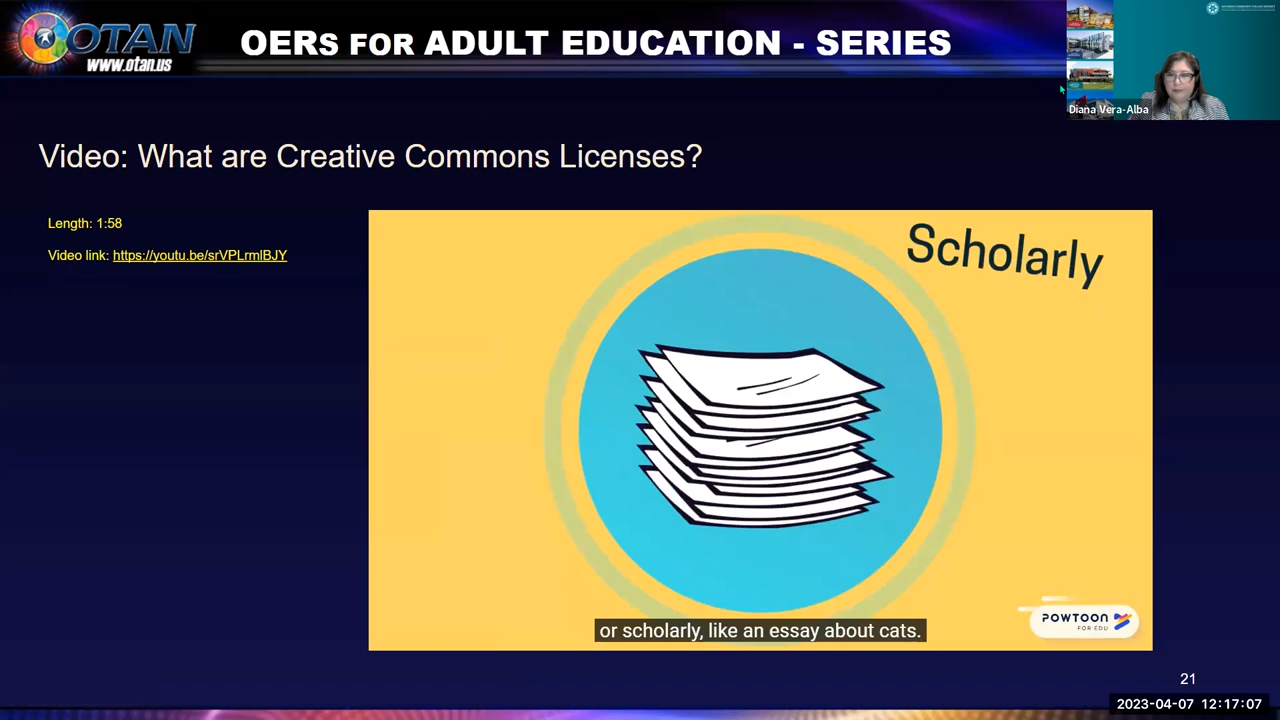 OTAN
www.otan.us
OERS FOR ADULT EDUCATION - SERIES
Diana Vera-Alba
Video: What are Creative Commons Licenses?
Length: 1:58
Video link: https://youtu.be/srVPLrmlBJY
Scholarly
or scholarly, like an essay about cats.
POWTOON
FOR EDU
21
2023-04-07 12:17:07